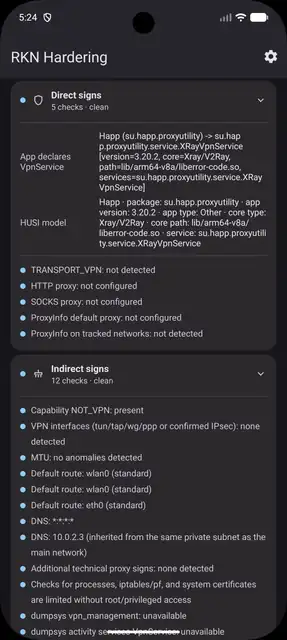 5:24
RKN Hardering
Direct signs
5 checks · clean
App declares
VpnService
Happ (su.happ.proxyutility) -> su.hap
p.proxyutility.service.XRayVpnService
[version=3.20.2, core=Xray/V2Ray,
path=lib/arm64-v8a/liberror-code.so,
services=su.happ.proxyutility.service.XRay
VpnService]
HUSI model
Happ · package: su.happ.proxyutility · app
version: 3.20.2 · app type: Other · core type:
Xray/V2Ray · core path: lib/arm64-v8a/
liberror-code.so · service: su.happ.proxyutili
ty.service.XRayVpnService
TRANSPORT_VPN: not detected
HTTP proxy: not configured
SOCKS proxy: not configured
ProxyInfo default proxy: not configured
ProxyInfo on tracked networks: not detected
Indirect signs
12 checks · clean
Capability NOT_VPN: present
VPN interfaces (tun/tap/wg/ppp or confirmed IPsec): none
detected
MTU: no anomalies detected
Default route: wlan0 (standard)
Default route: wlan0 (standard)
Default route: eth0 (standard)
DNS: *:*:*:*
DNS: 10.0.2.3 (inherited from the same private subnet as the
main network)
Additional technical proxy signs: none detected
Checks for processes, iptables/pf, and system certificates
are limited without root/privileged access
dumpsys vpn_management: unavailable
dumpsys activity services VpnService: unavailable